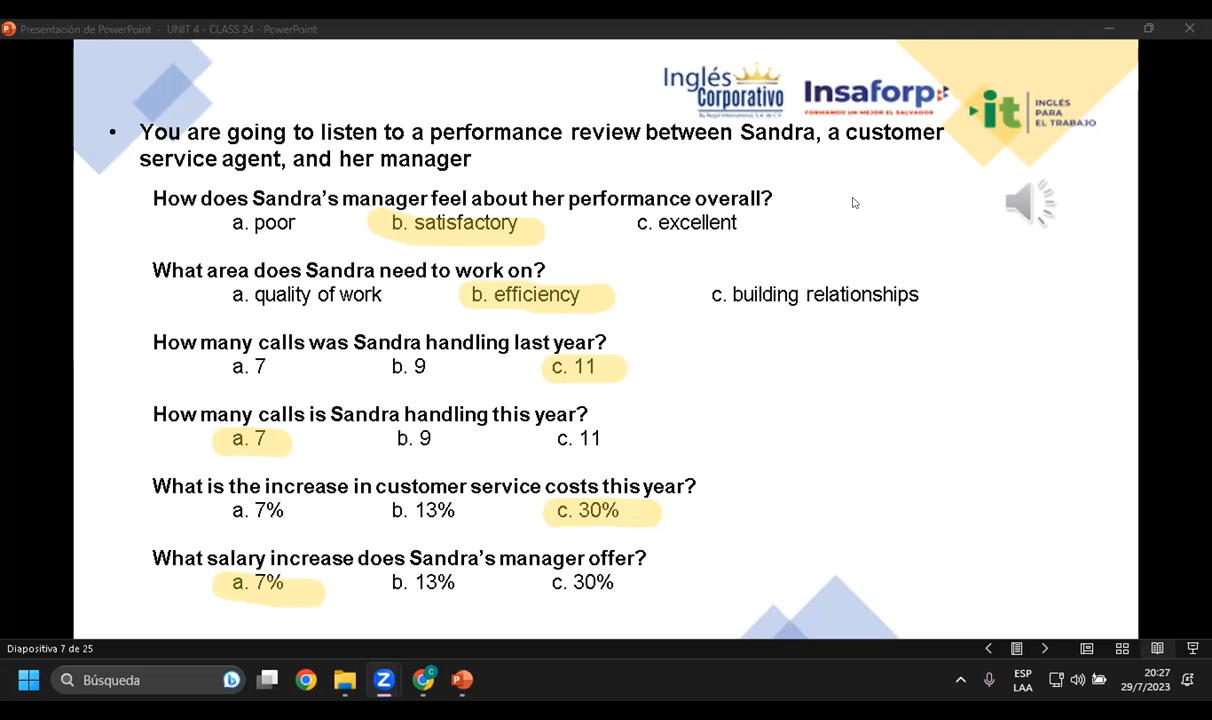 Presentación de PowerPoint - UNIT 4 - CLASS 24 - PowerPoint
Inglés
Corporativo
Insaforp
FORMANDO UN MEJOR EL SALVADOR
it
INGLÉS
PARA
EL TRABAJO
• You are going to listen to a performance review between Sandra, a customer
service agent, and her manager
How does Sandra's manager feel about her performance overall?
a. poor b. satisfactory c. excellent
What area does Sandra need to work on?
a. quality of work b. efficiency c. building relationships
How many calls was Sandra handling last year?
a. 7 b. 9 c. 11
How many calls is Sandra handling this year?
a. 7 b. 9 c. 11
What is the increase in customer service costs this year?
a. 7% b. 13% c. 30%
What salary increase does Sandra's manager offer?
a. 7% b. 13% c. 30%
Diapositiva 7 de 25
Búsqueda
ESP
LAA
20:27
29/7/2023